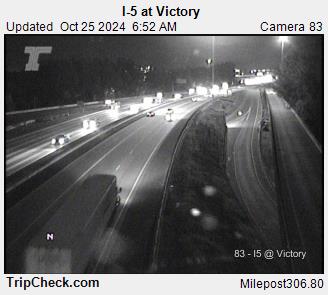 I-5 at Victory
Updated Oct 25 2024 6:52 AM Camera 83
T
N
83 - I5 @ Victory
TripCheck.com Milepost306.80